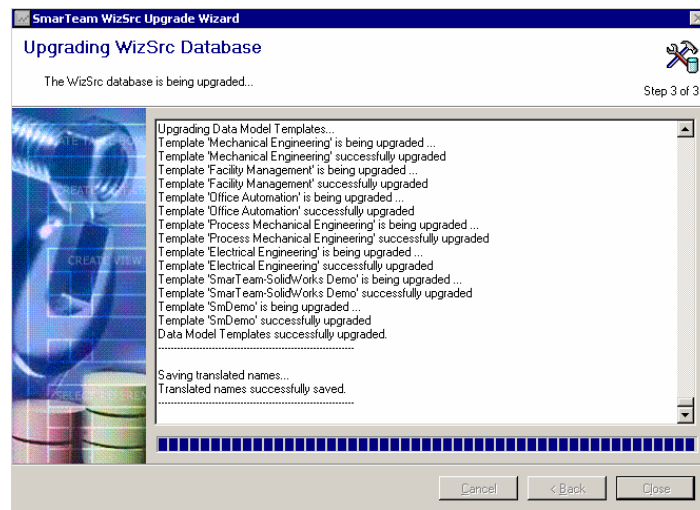 SmarTeam WizSrc Upgrade Wizard
Upgrading WizSrc Database
The WizSrc database is being upgraded...
Step 3 of 3
Upgrading Data Model Templates...
Template 'Mechanical Engineering' is being upgraded ...
Template 'Mechanical Engineering' successfully upgraded
Template 'Facility Management' is being upgraded ...
Template 'Facility Management' successfully upgraded
Template 'Office Automation' is being upgraded ...
Template 'Office Automation' successfully upgraded
Template 'Process Mechanical Engineering' is being upgraded ...
Template 'Process Mechanical Engineering' successfully upgraded
Template 'Electrical Engineering' is being upgraded ...
Template 'Electrical Engineering' successfully upgraded
Template 'SmarTeam-SolidWorks Demo' is being upgraded ...
Template 'SmarTeam-SolidWorks Demo' successfully upgraded
Template 'SmDemo' is being upgraded ...
Template 'SmDemo' successfully upgraded
Data Model Templates successfully upgraded.
Saving translated names...
Translated names successfully saved.
CREATE VIEW
Cancel
< Back
Close